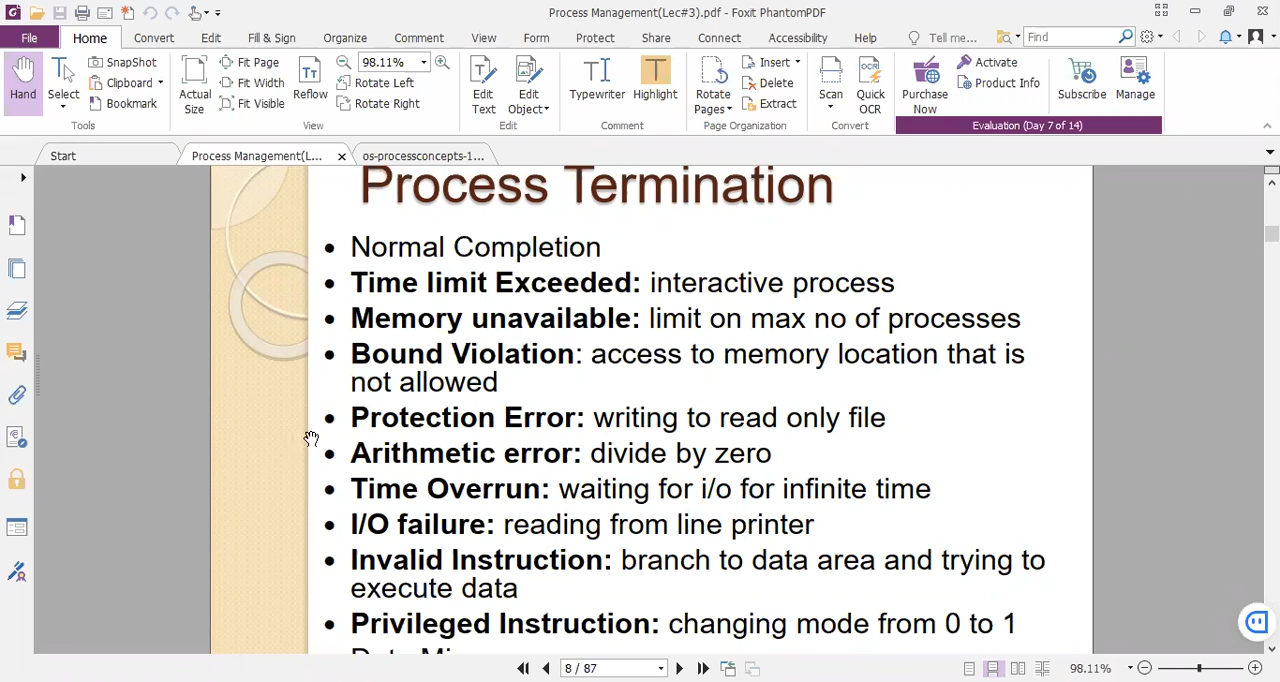 Process Management(Lec#3).pdf - Foxit PhantomPDF
File Home Convert Edit Fill & Sign Organize Comment View Form Protect Share Connect Accessibility Help Tell me... Find
Hand
Select
SnapShot
Clipboard
Bookmark
Tools
Actual Size
Fit Page
Fit Width
Fit Visible
Reflow
98.11%
Rotate Left
Rotate Right
View
Edit Text
Edit Object
Edit
Typewriter
Highlight
Comment
Rotate Pages
Insert
Delete
Extract
Page Organization
Scan
Quick OCR
Convert
Purchase Now
Activate
Product Info
Subscribe
Manage
Evaluation (Day 7 of 14)
Start Process Management(L... os-processconcepts-1...
Process Termination
• Normal Completion
• Time limit Exceeded: interactive process
• Memory unavailable: limit on max no of processes
• Bound Violation: access to memory location that is
not allowed
• Protection Error: writing to read only file
• Arithmetic error: divide by zero
• Time Overrun: waiting for i/o for infinite time
• I/O failure: reading from line printer
• Invalid Instruction: branch to data area and trying to
execute data
• Privileged Instruction: changing mode from 0 to 1
8 / 87
98.11%